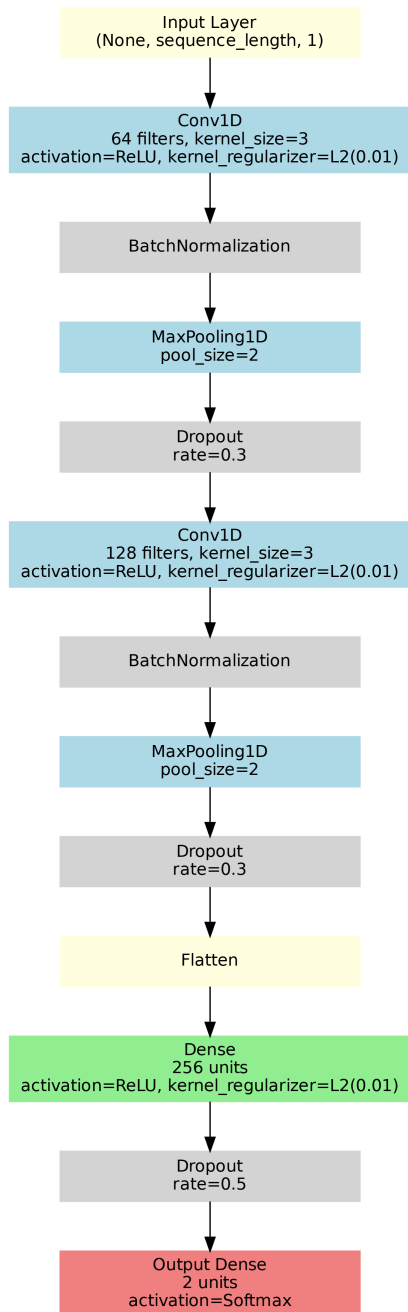 Input Layer
(None, sequence_length, 1)
Conv1D
64 filters, kernel_size=3
activation=ReLU, kernel_regularizer=L2(0.01)
BatchNormalization
MaxPooling1D
pool_size=2
Dropout
rate=0.3
Conv1D
128 filters, kernel_size=3
activation=ReLU, kernel_regularizer=L2(0.01)
BatchNormalization
MaxPooling1D
pool_size=2
Dropout
rate=0.3
Flatten
Dense
256 units
activation=ReLU, kernel_regularizer=L2(0.01)
Dropout
rate=0.5
Output Dense
2 units
activation=Softmax